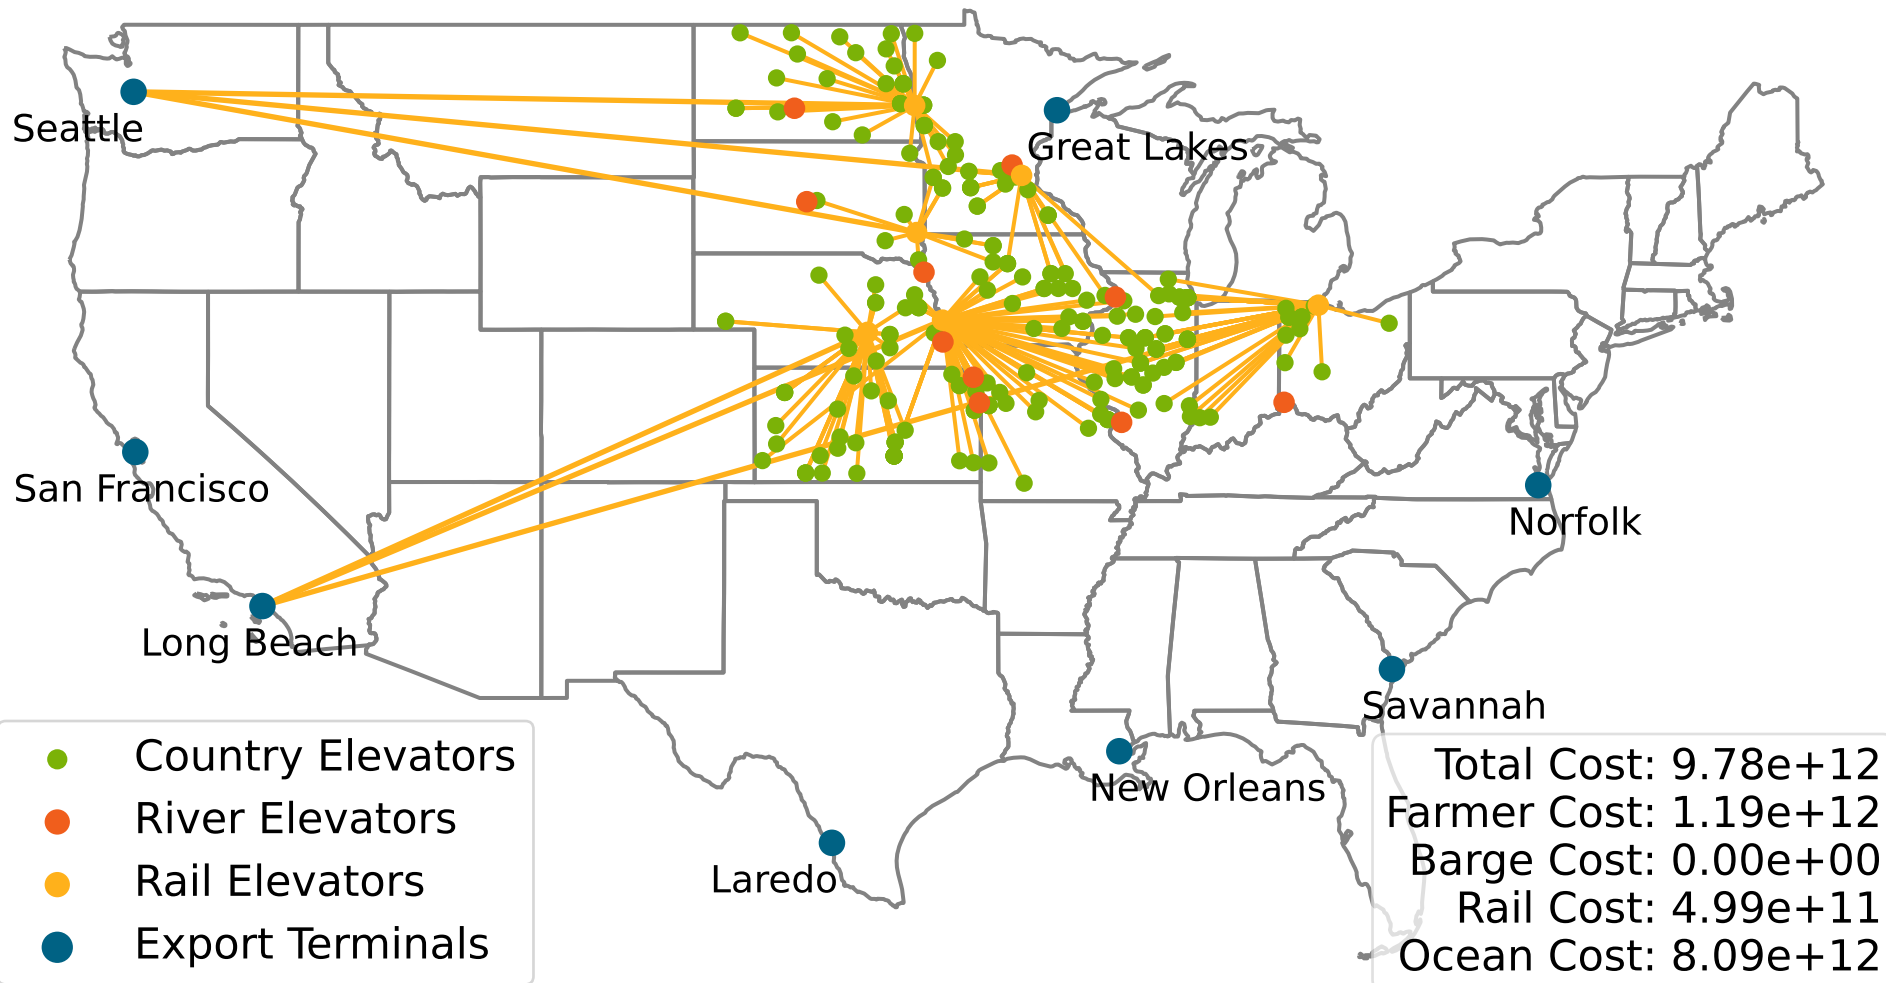 Seattle
Great Lakes
San Francisco
Norfolk
Long Beach
Savannah
New Orleans
Laredo
Country Elevators
River Elevators
Rail Elevators
Export Terminals
Total Cost: 9.78e+12
Farmer Cost: 1.19e+12
Barge Cost: 0.00e+00
Rail Cost: 4.99e+11
Ocean Cost: 8.09e+12